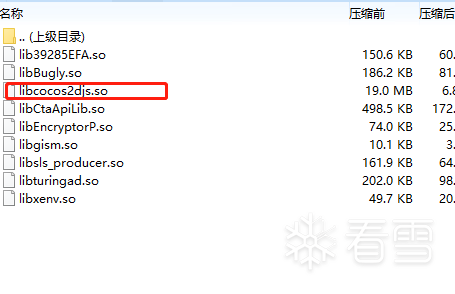 名称 压缩前 压缩后
.. (上级目录)
lib39285EFA.so 150.6 KB 60.
libBugly.so 186.2 KB 81.
libcocos2djs.so 19.0 MB 6.8
libCtaApiLib.so 498.5 KB 172.
libEncryptorP.so 74.0 KB 25.
libgism.so 10.1 KB 3.
libsls_producer.so 161.9 KB 64.
libturingad.so 202.0 KB 98.
libxenv.so 49.7 KB 20.
看雪